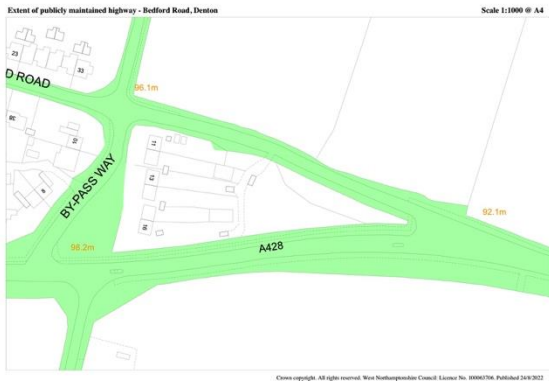 Extent of publicly maintained highway - Bedford Road, Denton
Scale 1:1000 @ A4
23
33
D ROAD
96.1m
11
10
13
BY-PASS WAY
16
92.1m
98.2m
A428
Crown copyright. All rights reserved. West Northamptonshire Council: Licence No. 100063706. Published 24/8/2022